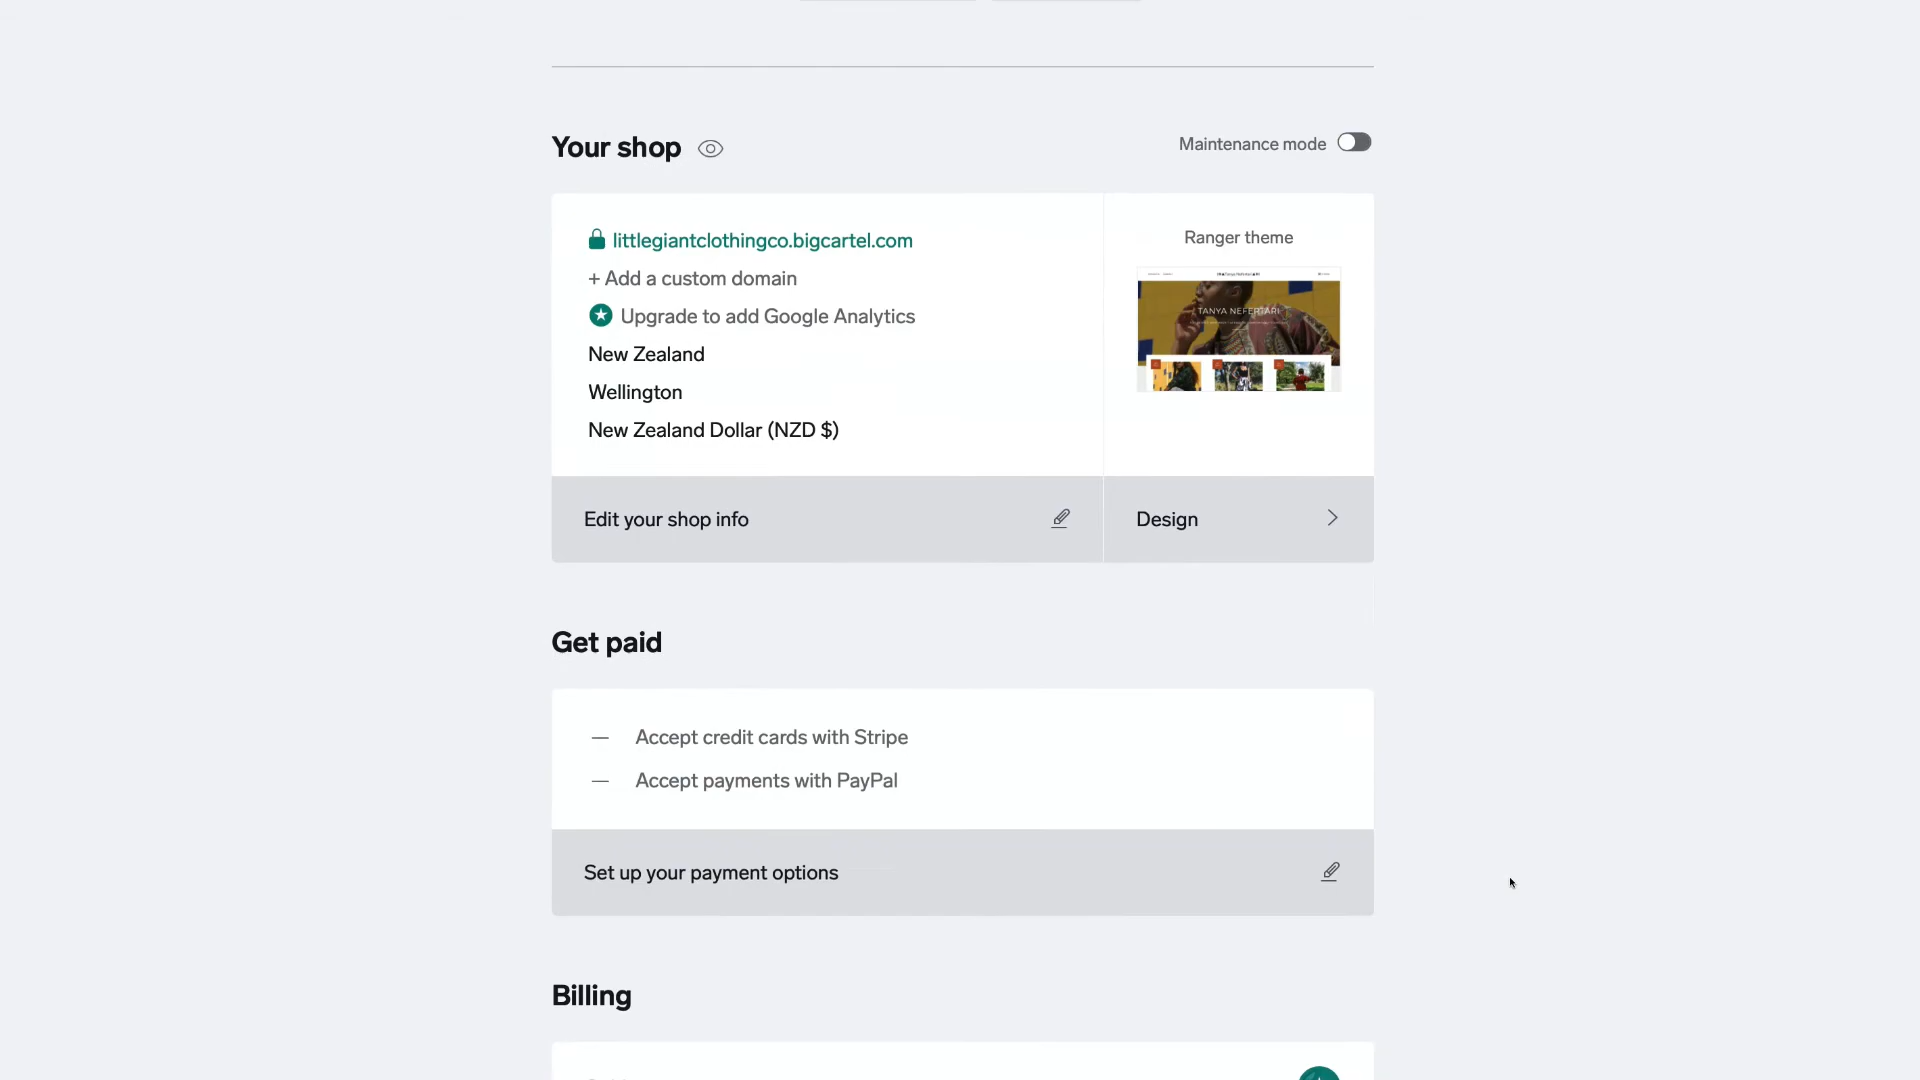 Your shop
Maintenance mode
littlegiantclothingco.bigcartel.com
+ Add a custom domain
Upgrade to add Google Analytics
New Zealand
Wellington
New Zealand Dollar (NZD $)
Ranger theme
TANYA NEFERTARI
Edit your shop info
Design
Get paid
— Accept credit cards with Stripe
— Accept payments with PayPal
Set up your payment options
Billing